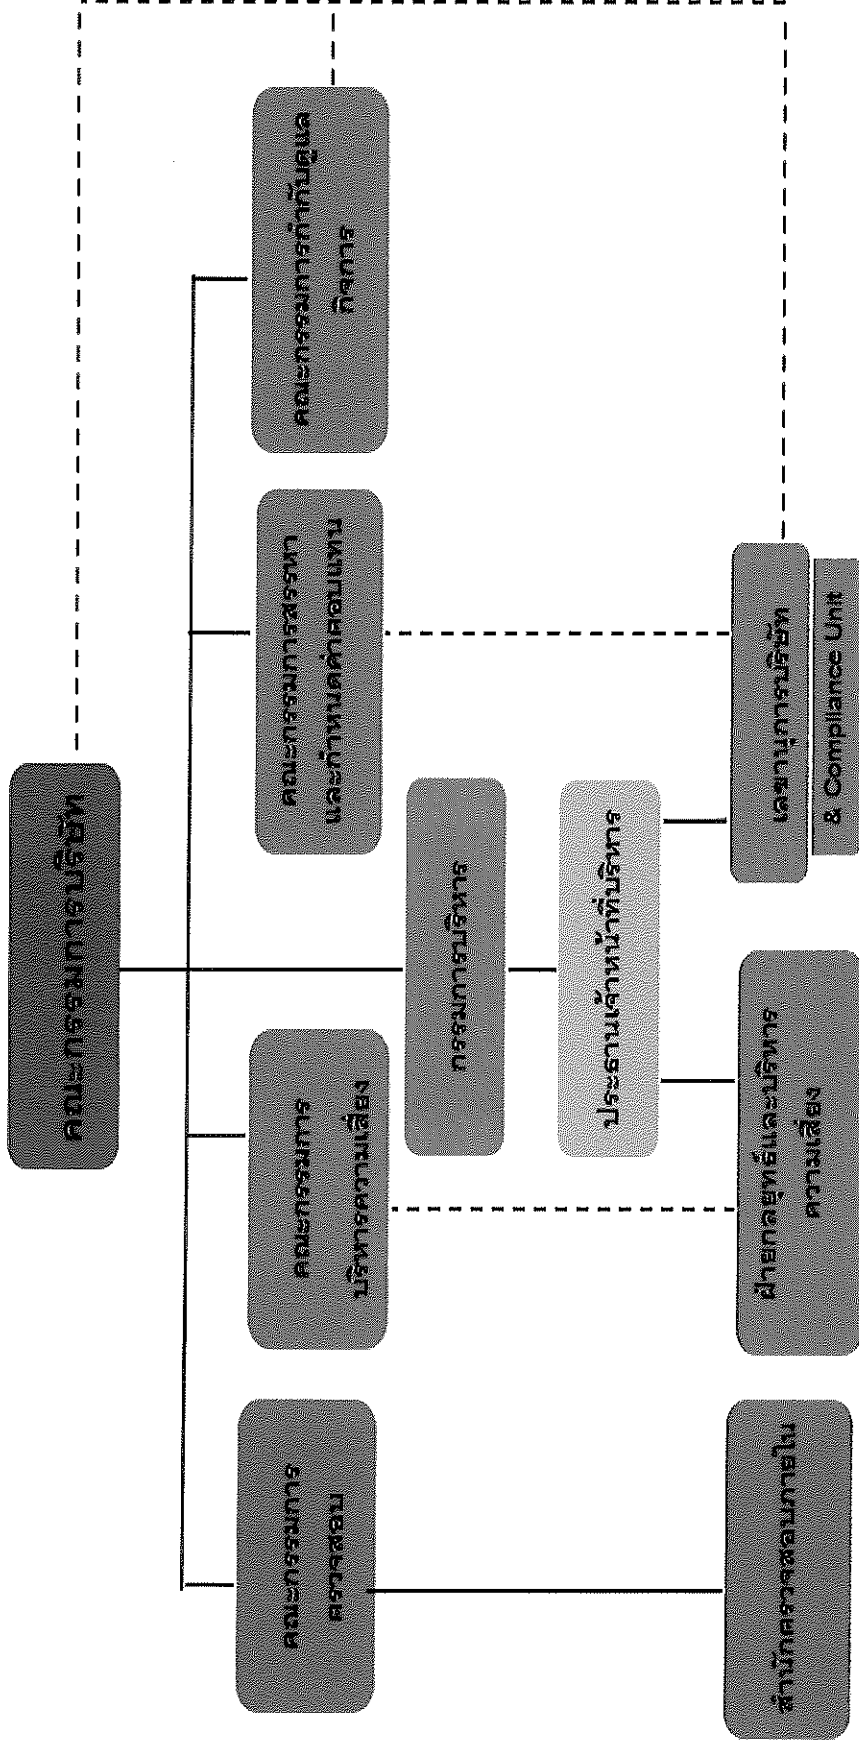 คณะกรรมการบริษัท
คณะกรรมการ
ตรวจสอบ
คณะกรรมการ
บริหารความเสี่ยง
คณะกรรมการสรรหา
และกำหนดค่าตอบแทน
คณะกรรมการกำกับดูแล
กิจการ
กรรมการบริหาร
ประธานเจ้าหน้าที่บริหาร
สำนักตรวจสอบภายใน
ฝ่ายกลยุทธ์และบริหาร
ความเสี่ยง
เลขานุการบริษัท
& Compliance Unit